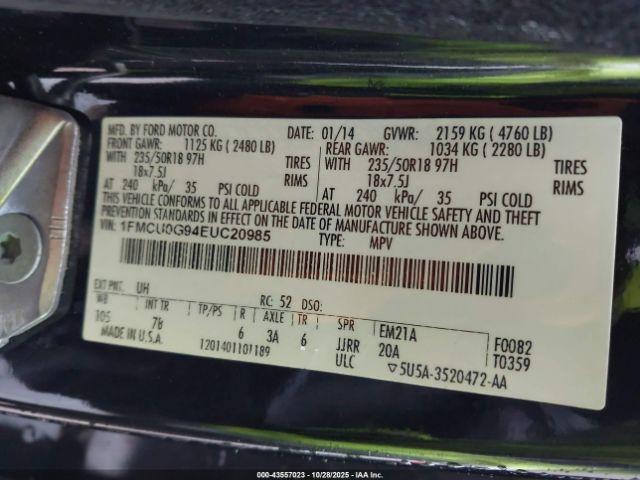 MFD. BY FORD MOTOR CO. DATE: 01/14 GVWR: 2159 KG ( 4760 LB)
FRONT GAWR: 1125 KG ( 2480 LB) REAR GAWR: 1034 KG ( 2280 LB)
WITH 235/50R18 97H TIRES WITH 235/50R18 97H TIRES
18x7.5J RIMS 18x7.5J RIMS
AT 240 kPa/ 35 PSI COLD AT 240 kPa/ 35 PSI COLD
THIS VEHICLE CONFORMS TO ALL APPLICABLE FEDERAL MOTOR VEHICLE SAFETY AND THEFT
PREVENTION STANDARDS IN EFFECT ON THE DATE OF MANUFACTURE SHOWN ABOVE.
VIN: 1FMCU0G94EUC20985 TYPE: MPV
EXT PNT: UH RC: 52 DSO:
WB INT TR TP/PS R AXLE TR SPR EM21A F0082
105 7B 6 3A 6 JJRR 20A T0359
MADE IN U.S.A. 1201401101189 ULC ▽5U5A-3520472-AA
000-43557023 | 10/28/2025 | IAAI.COM